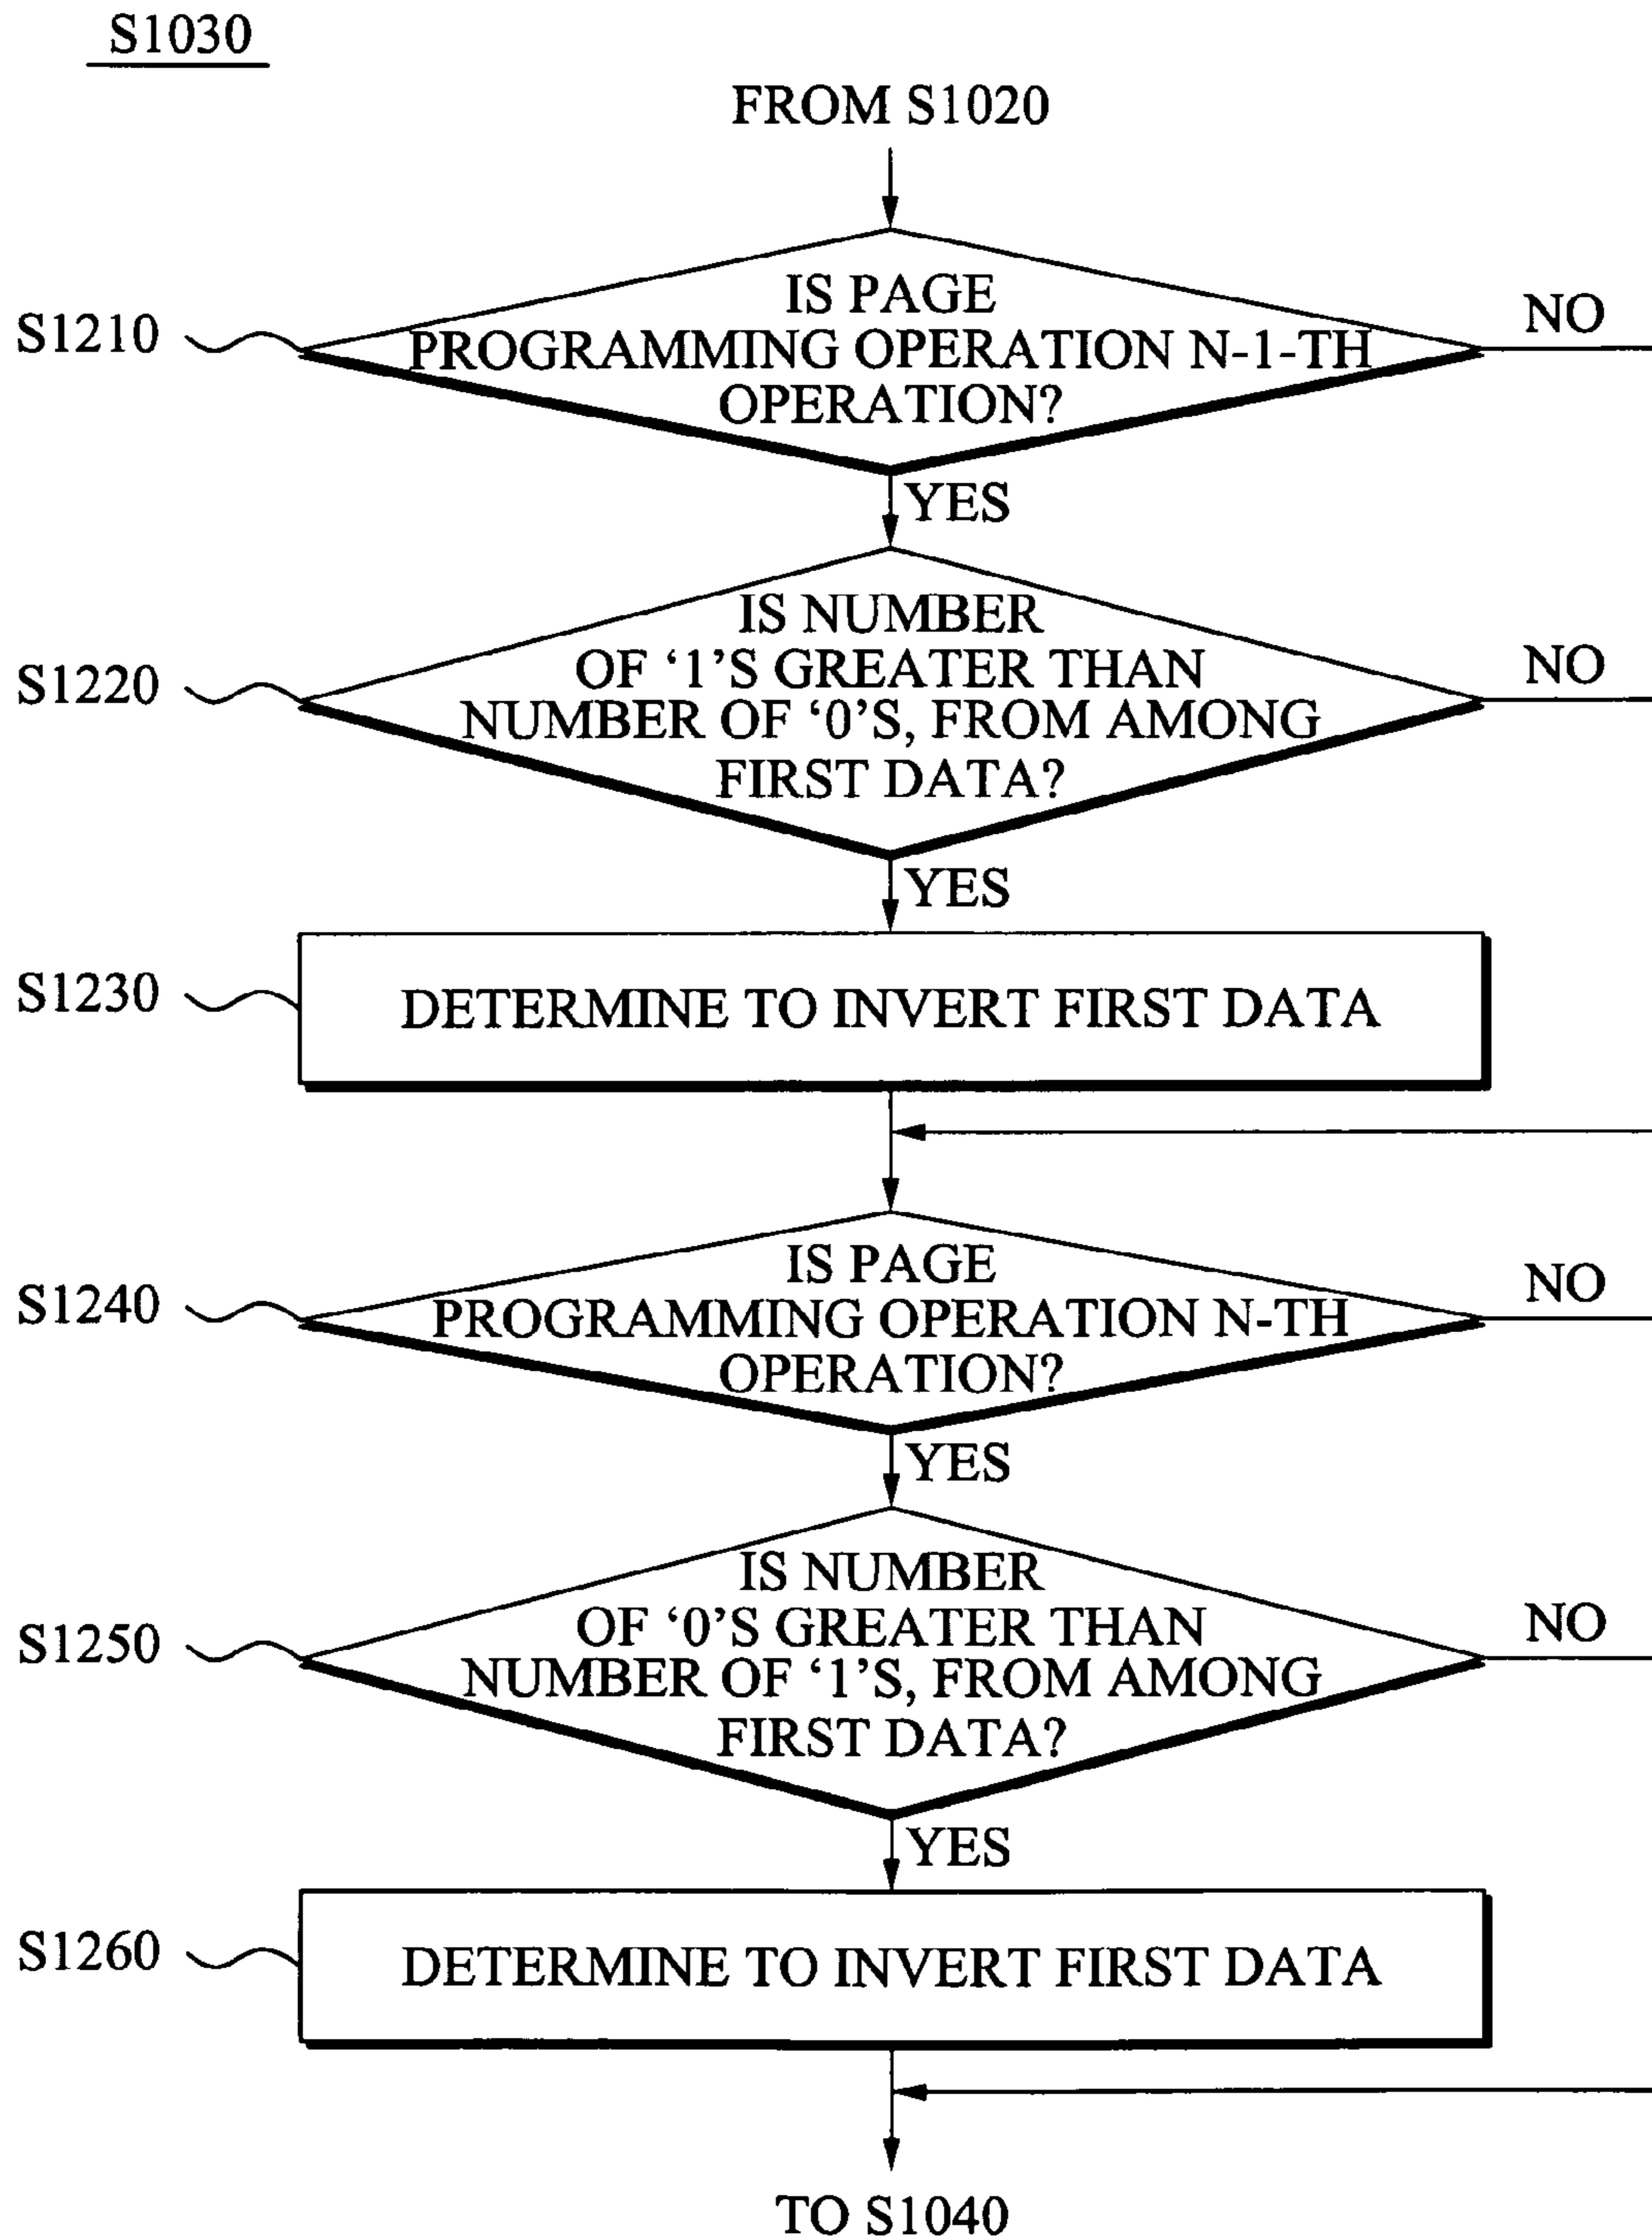 S1030
FROM S1020
IS PAGE
PROGRAMMING OPERATION N-1-TH
OPERATION?
S1210
NO
YES
IS NUMBER
OF ‘1’S GREATER THAN
NUMBER OF ‘0’S, FROM AMONG
FIRST DATA?
S1220
NO
YES
S1230
DETERMINE TO INVERT FIRST DATA
IS PAGE
PROGRAMMING OPERATION N-TH
OPERATION?
S1240
NO
YES
IS NUMBER
OF ‘0’S GREATER THAN
NUMBER OF ‘1’S, FROM AMONG
FIRST DATA?
S1250
NO
YES
S1260
DETERMINE TO INVERT FIRST DATA
TO S1040